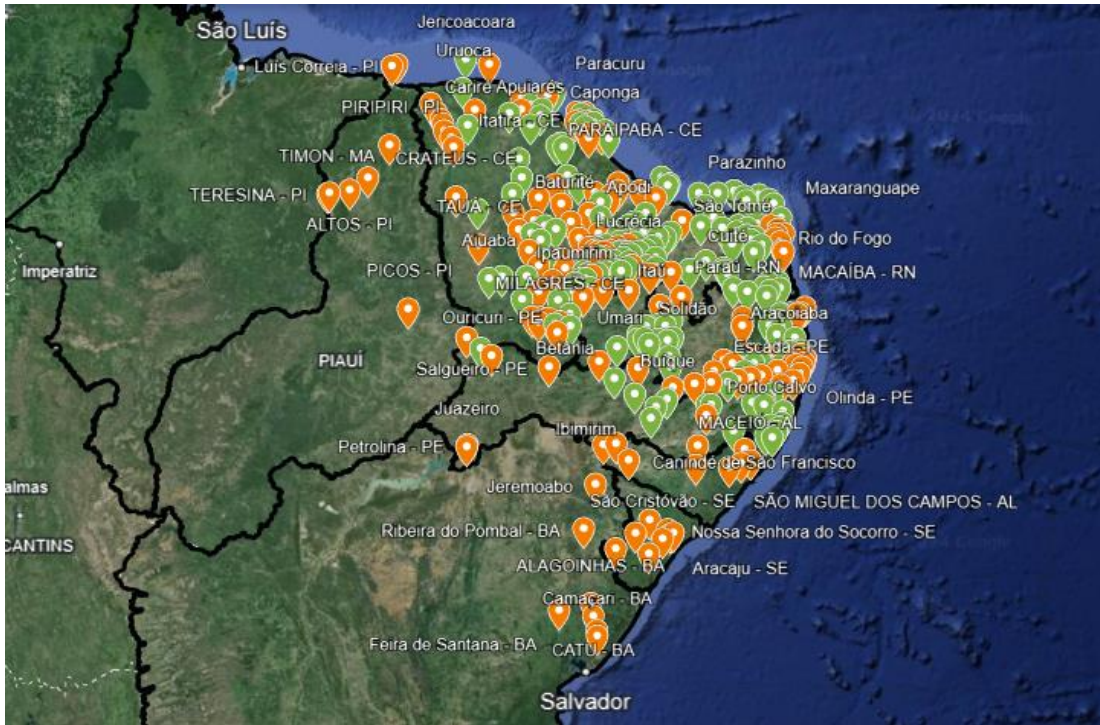 Jericoacoara
São Luís
Uruoca
Luís Correia - PI
Paracuru
Cariré Apuiarés
Caponga
PIRIPIRI - PI
Itatira - CE
PARAIPABA - CE
TIMON - MA
CRATEÚS - CE
Parazinho
Baturité
Apodi
Maxaranguape
TERESINA - PI
TAUÁ - CE
São Tomé
Lucrécia
ALTOS - PI
Cuité
Rio do Fogo
Aiuaba
Ipaumirim
Imperatriz
PICOS - PI
Itaú
Paraú - RN
MACAÍBA - RN
MILAGRES - CE
Solidão
Ouricuri - PE
Umari
Araçoiaba
Betânia
Escada - PE
PIAUÍ
Buíque
Salgueiro - PE
Porto Calvo
Olinda - PE
Juazeiro
MACEIÓ - AL
Ibimirim
Petrolina - PE
Canindé de São Francisco
almas
Jeremoabo
São Cristóvão - SE
SÃO MIGUEL DOS CAMPOS - AL
Ribeira do Pombal - BA
Nossa Senhora do Socorro - SE
CANTINS
ALAGOINHAS - BA
Aracaju - SE
Camaçari - BA
Feira de Santana - BA
CATU - BA
Salvador